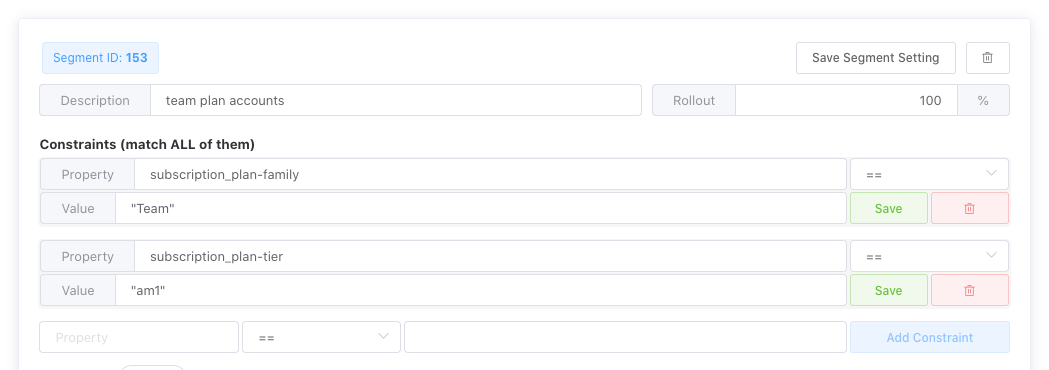 Segment ID: 153 Save Segment Setting
Description team plan accounts Rollout 100 %
Constraints (match ALL of them)
Property subscription_plan-family ==
Value "Team" Save
Property subscription_plan-tier ==
Value "am1" Save
Property == Add Constraint